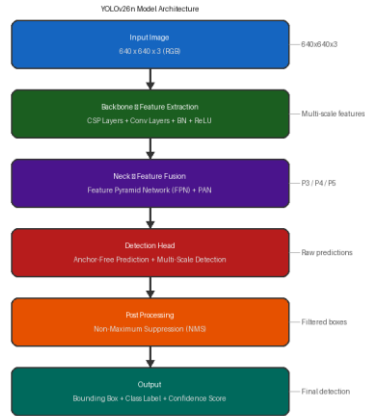 YOLOv26n Model Architecture
Input Image
640 x 640 x 3 (RGB)
640x640x3
Backbone▯Feature Extraction
CSP Layers + Conv Layers + BN + ReLU
Multi-scale features
Neck▯Feature Fusion
Feature Pyramid Network (FPN) + PAN
P3 / P4 / P5
Detection Head
Anchor-Free Prediction + Multi-Scale Detection
Raw predictions
Post Processing
Non-Maximum Suppression (NMS)
Filtered boxes
Output
Bounding Box + Class Label + Confidence Score
Final detection